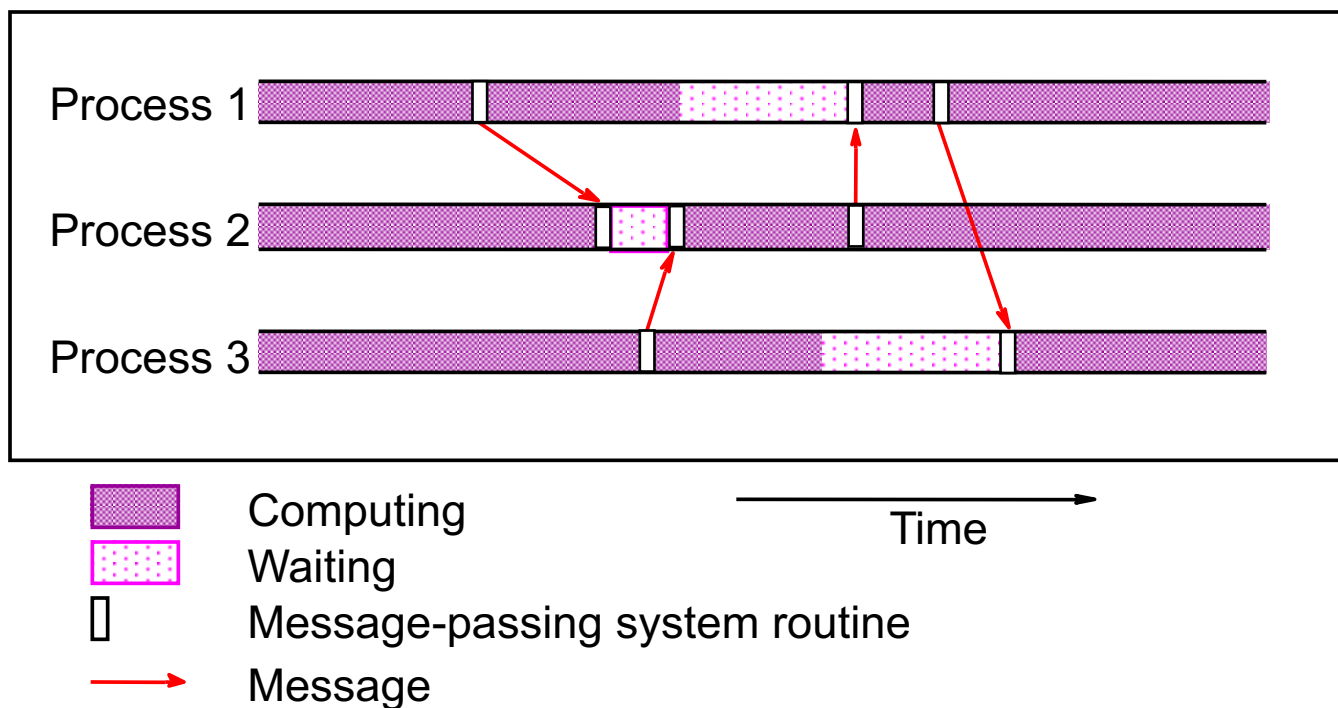 Process 1
Process 2
Process 3
Computing
Time
Waiting
Message-passing system routine
Message